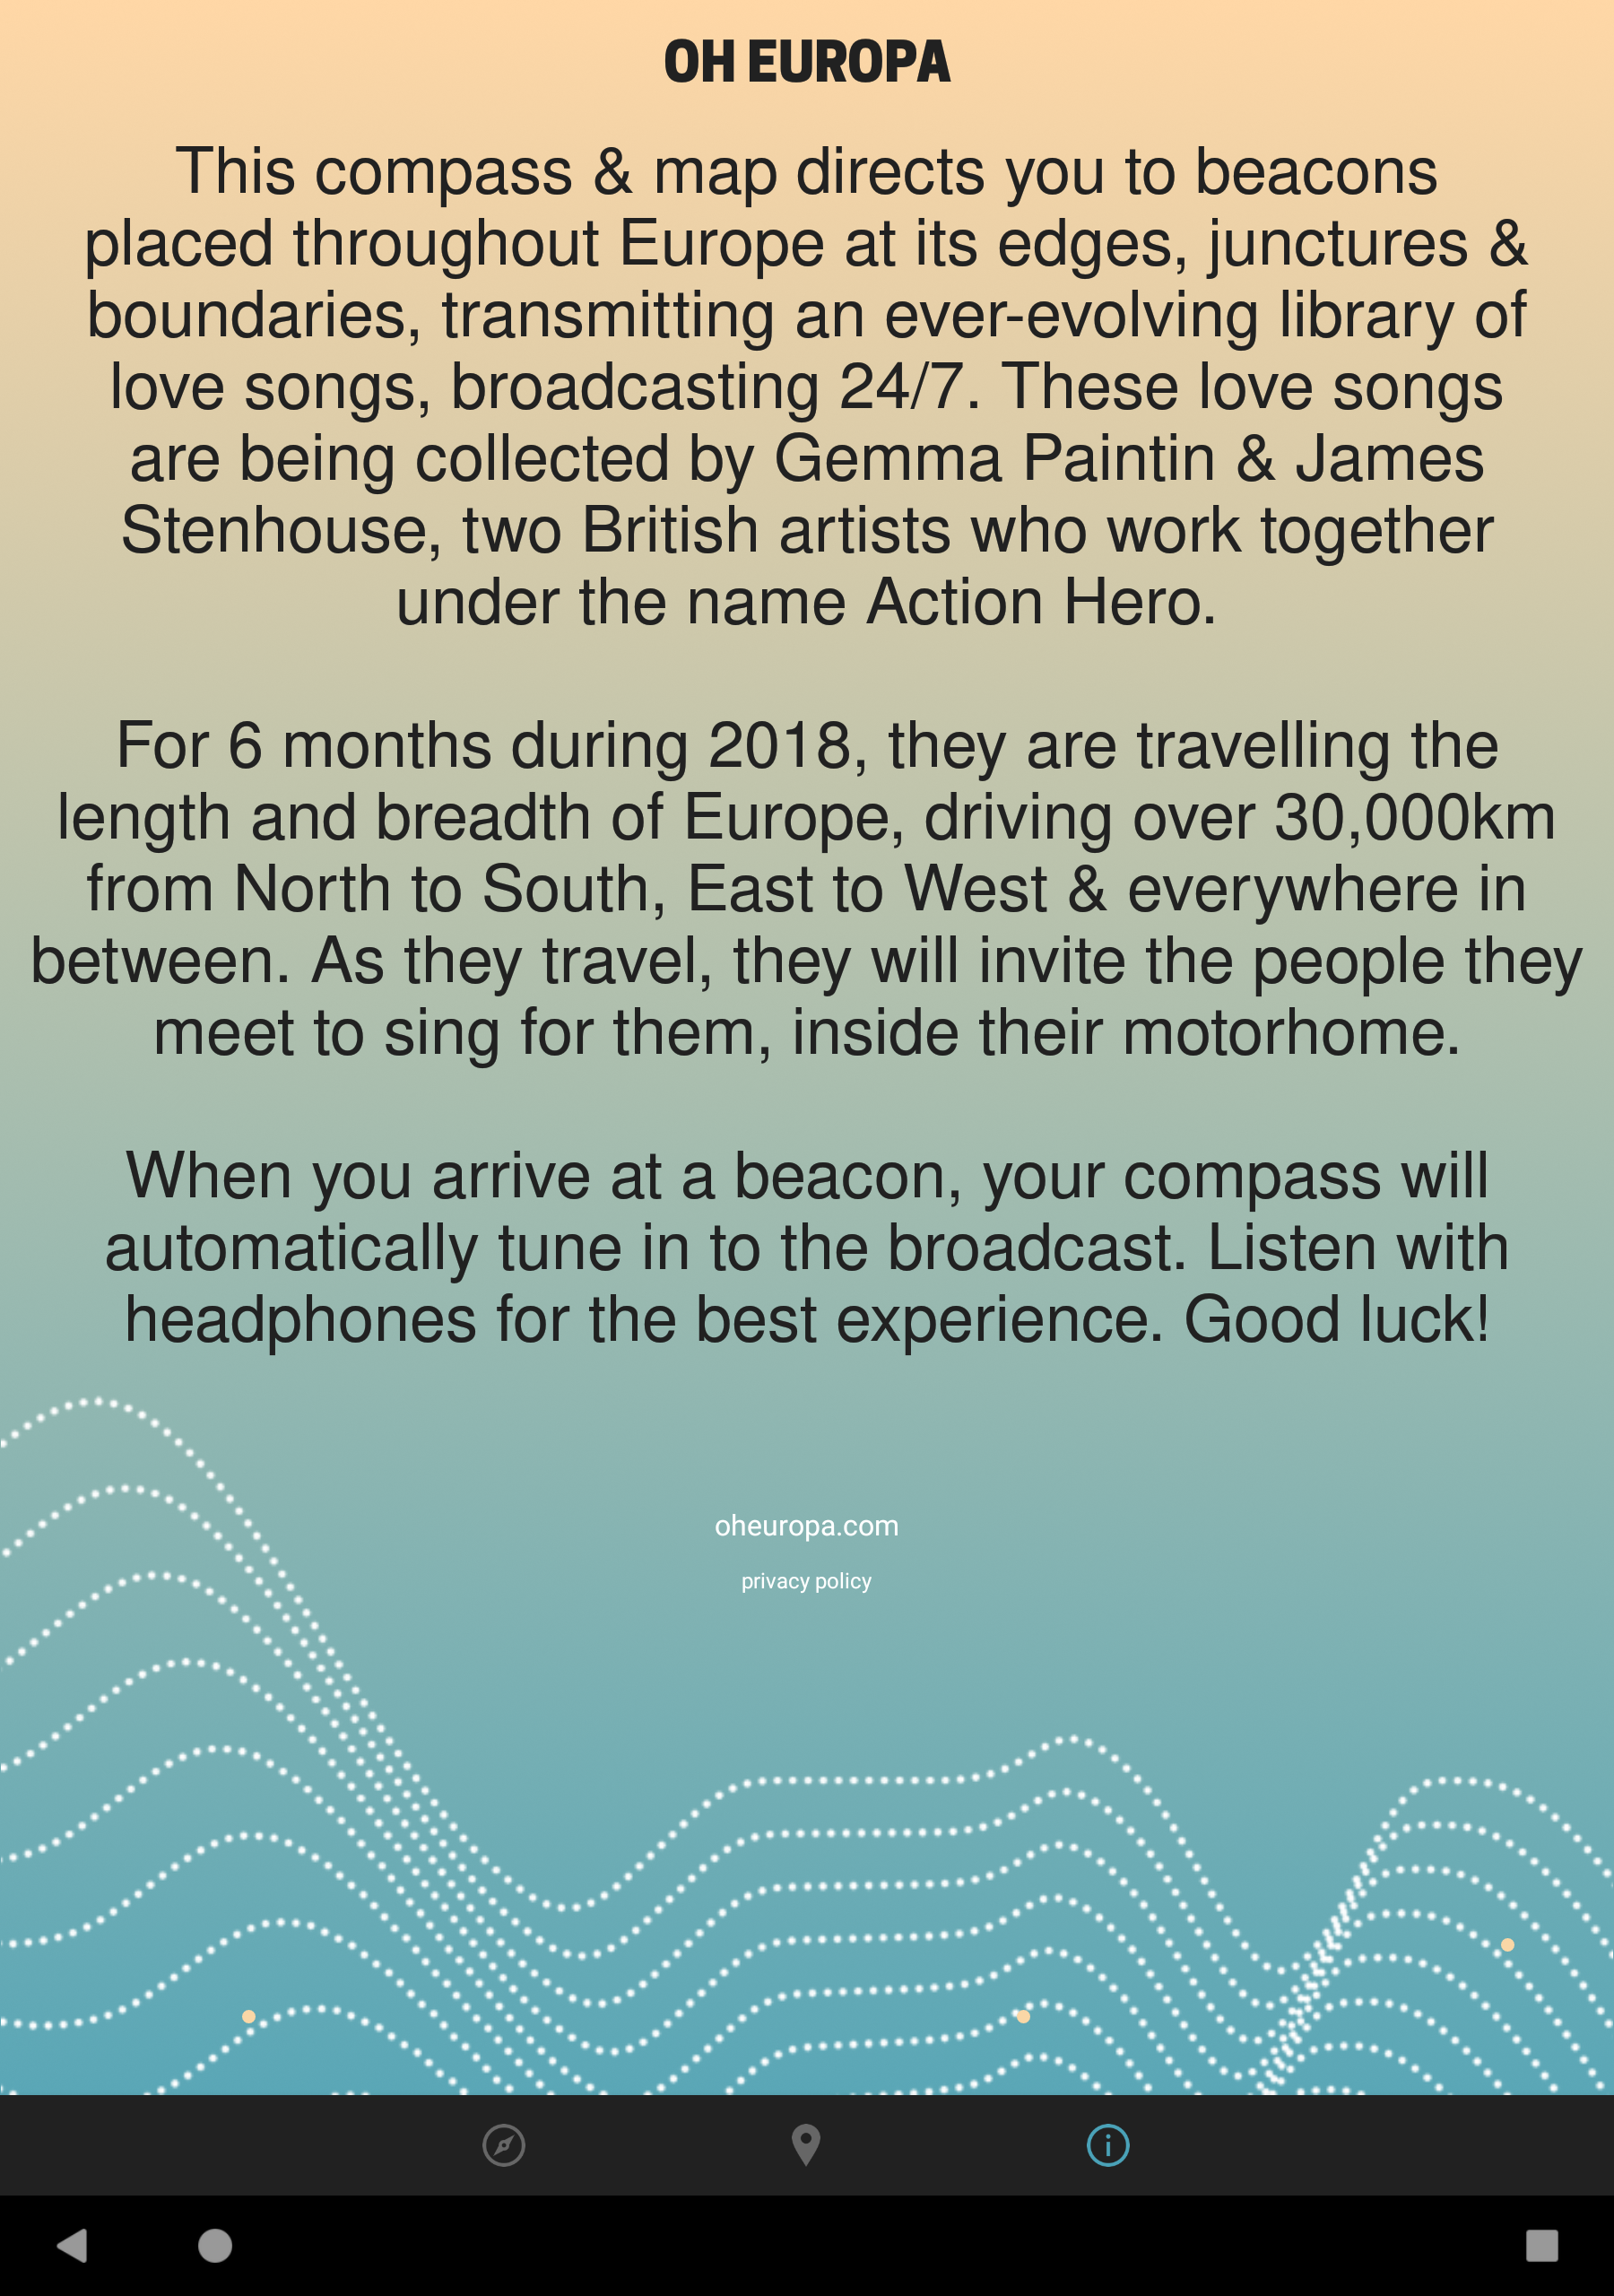 OH EUROPA
This compass & map directs you to beacons
placed throughout Europe at its edges, junctures &
boundaries, transmitting an ever-evolving library of
love songs, broadcasting 24/7. These love songs
are being collected by Gemma Paintin & James
Stenhouse, two British artists who work together
under the name Action Hero.
For 6 months during 2018, they are travelling the
length and breadth of Europe, driving over 30,000km
from North to South, East to West & everywhere in
between. As they travel, they will invite the people they
meet to sing for them, inside their motorhome.
When you arrive at a beacon, your compass will
automatically tune in to the broadcast. Listen with
headphones for the best experience. Good luck!
oheuropa.com
privacy policy